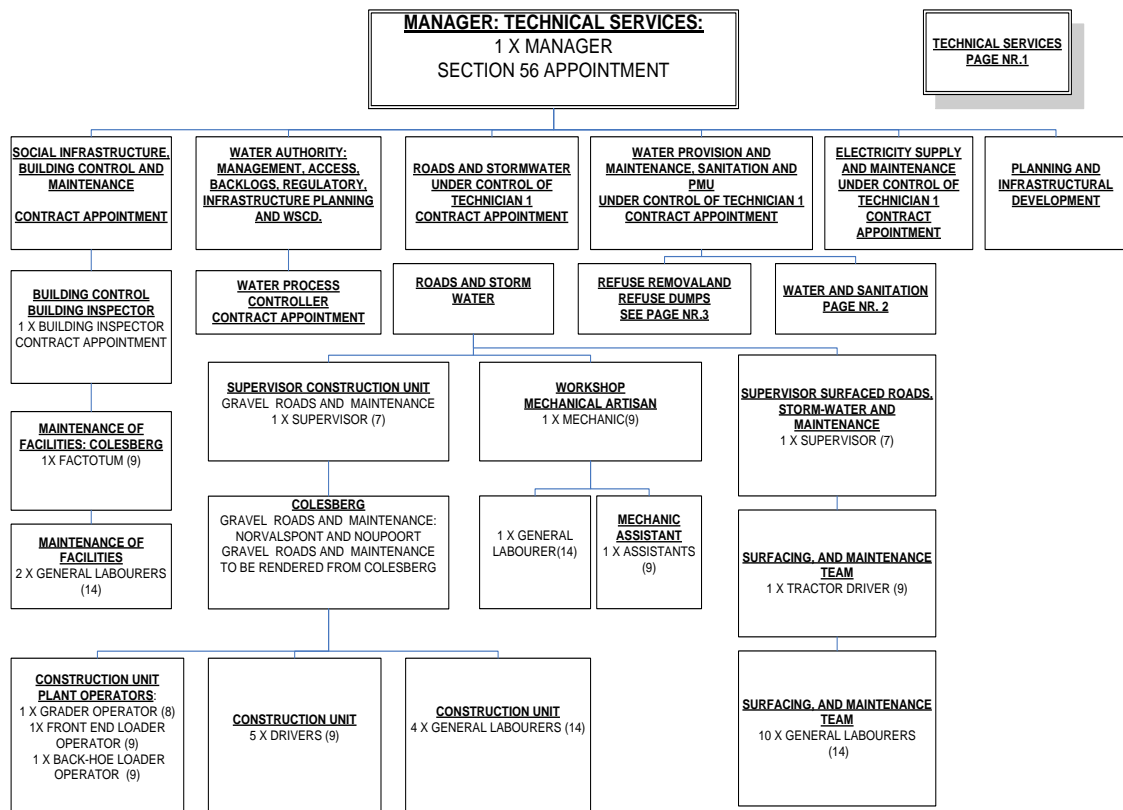 MANAGER: TECHNICAL SERVICES:
1 X MANAGER
SECTION 56 APPOINTMENT
TECHNICAL SERVICES
PAGE NR.1
SOCIAL INFRASTRUCTURE,
BUILDING CONTROL AND
MAINTENANCE
CONTRACT APPOINTMENT
WATER AUTHORITY:
MANAGEMENT, ACCESS,
BACKLOGS, REGULATORY,
INFRASTRUCTURE PLANNING
AND WSCD.
ROADS AND STORMWATER
UNDER CONTROL OF
TECHNICIAN 1
CONTRACT APPOINTMENT
WATER PROVISION AND
MAINTENANCE, SANITATION AND
PMU
UNDER CONTROL OF TECHNICIAN 1
CONTRACT APPOINTMENT
ELECTRICITY SUPPLY
AND MAINTENANCE
UNDER CONTROL OF
TECHNICIAN 1
CONTRACT
APPOINTMENT
PLANNING AND
INFRASTRUCTURAL
DEVELOPMENT
BUILDING CONTROL
BUILDING INSPECTOR
1 X BUILDING INSPECTOR
CONTRACT APPOINTMENT
WATER PROCESS
CONTROLLER
CONTRACT APPOINTMENT
ROADS AND STORM
WATER
REFUSE REMOVALAND
REFUSE DUMPS
SEE PAGE NR.3
WATER AND SANITATION
PAGE NR. 2
SUPERVISOR CONSTRUCTION UNIT
GRAVEL ROADS AND MAINTENANCE
1 X SUPERVISOR (7)
WORKSHOP
MECHANICAL ARTISAN
1 X MECHANIC(9)
SUPERVISOR SURFACED ROADS,
STORM-WATER AND
MAINTENANCE
1 X SUPERVISOR (7)
MAINTENANCE OF
FACILITIES: COLESBERG
1X FACTOTUM (9)
COLESBERG
GRAVEL ROADS AND MAINTENANCE:
NORVALSPONT AND NOUPOORT
GRAVEL ROADS AND MAINTENANCE
TO BE RENDERED FROM COLESBERG
1 X GENERAL
LABOURER(14)
MECHANIC
ASSISTANT
1 X ASSISTANTS
(9)
MAINTENANCE OF
FACILITIES
2 X GENERAL LABOURERS
(14)
SURFACING, AND MAINTENANCE
TEAM
1 X TRACTOR DRIVER (9)
CONSTRUCTION UNIT
PLANT OPERATORS:
1 X GRADER OPERATOR (8)
1X FRONT END LOADER
OPERATOR (9)
1 X BACK-HOE LOADER
OPERATOR (9)
CONSTRUCTION UNIT
5 X DRIVERS (9)
CONSTRUCTION UNIT
4 X GENERAL LABOURERS (14)
SURFACING, AND MAINTENANCE
TEAM
10 X GENERAL LABOURERS
(14)